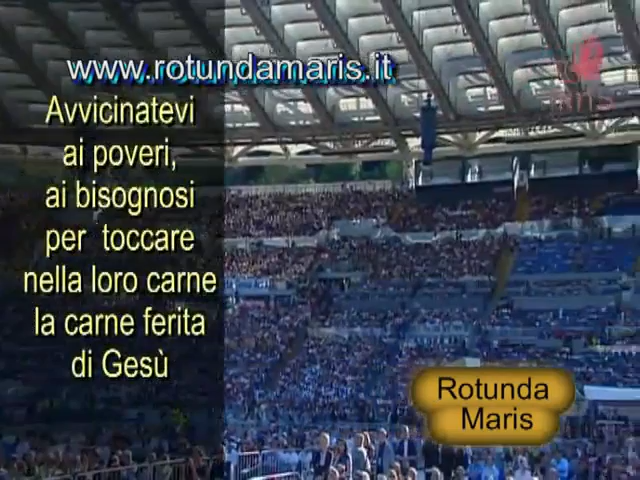 www.rotundamaris.it
Avvicinatevi
ai poveri,
ai bisognosi
per toccare
nella loro carne
la carne ferita
di Gesù
Rotunda
Maris